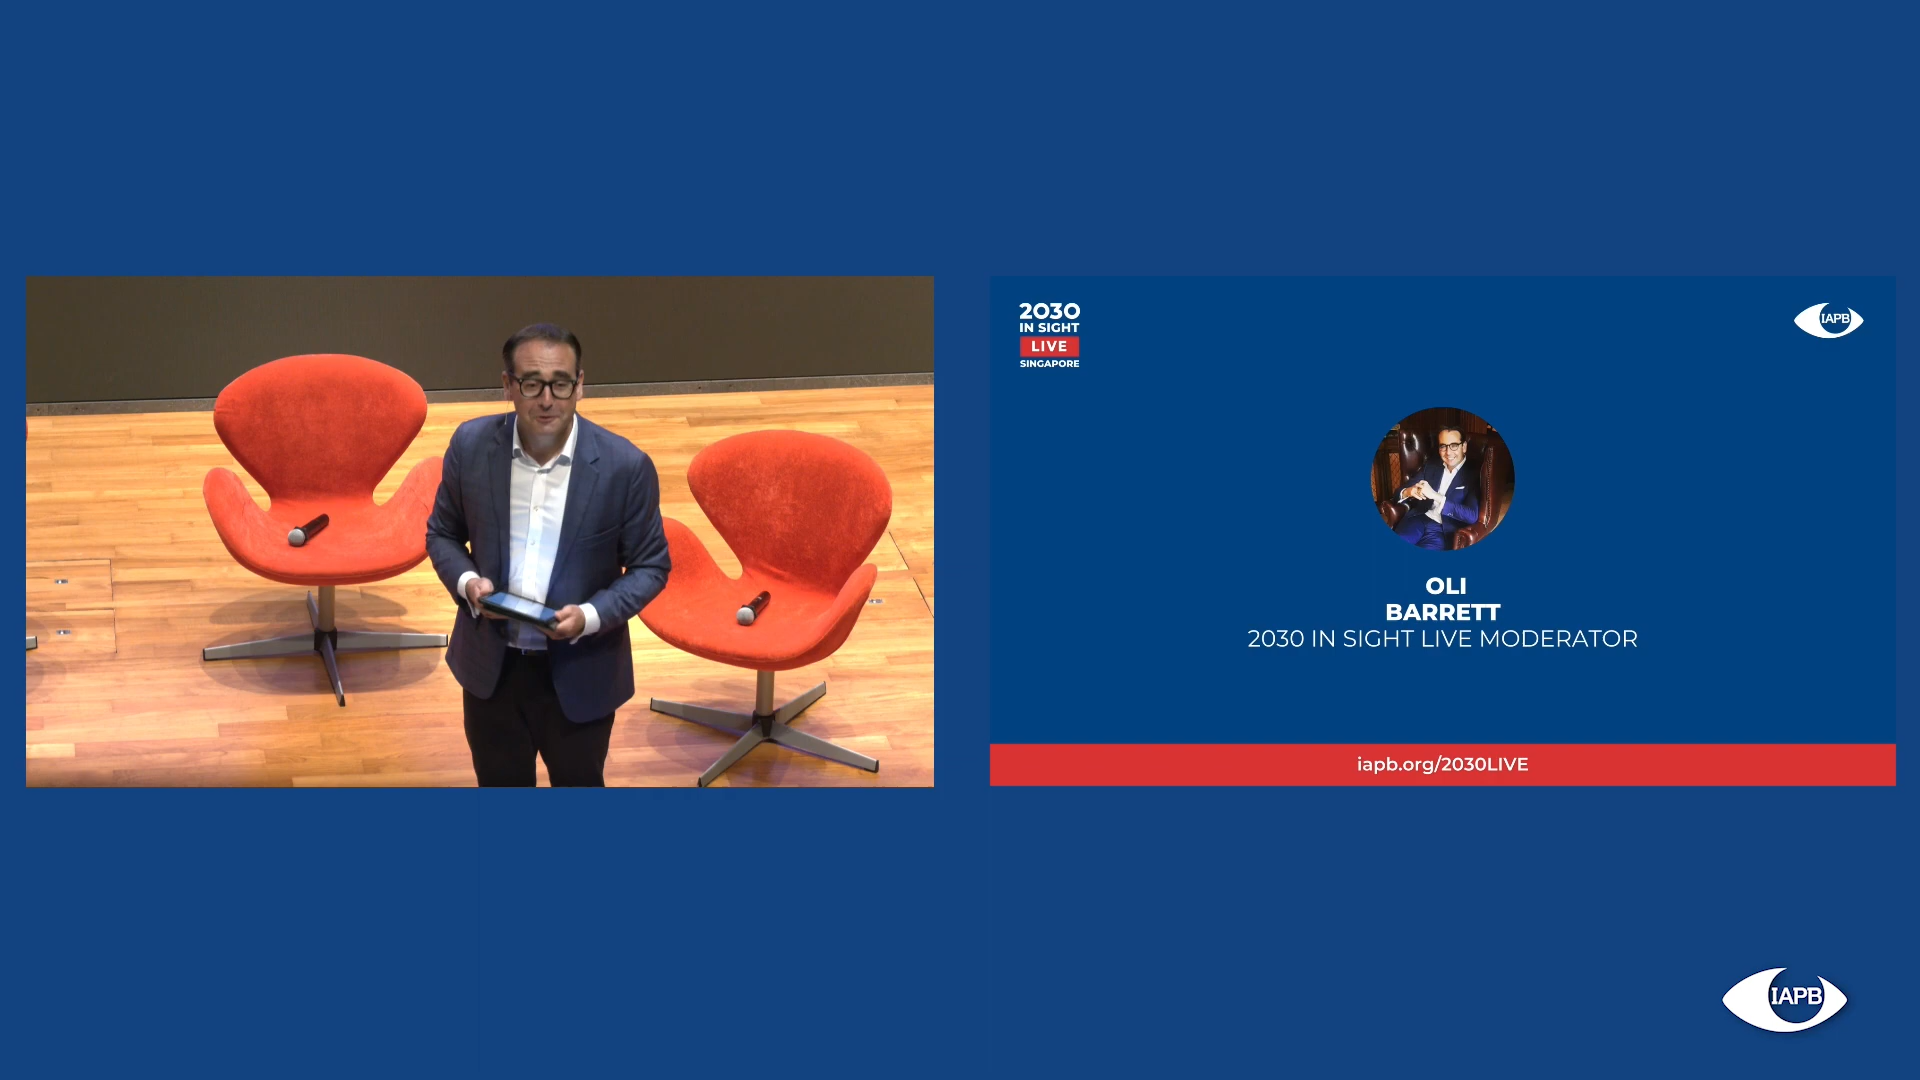 2030
IN SIGHT
LIVE
SINGAPORE
IAPB
OLI
BARRETT
2030 IN SIGHT LIVE MODERATOR
iapb.org/2030LIVE
IAPB